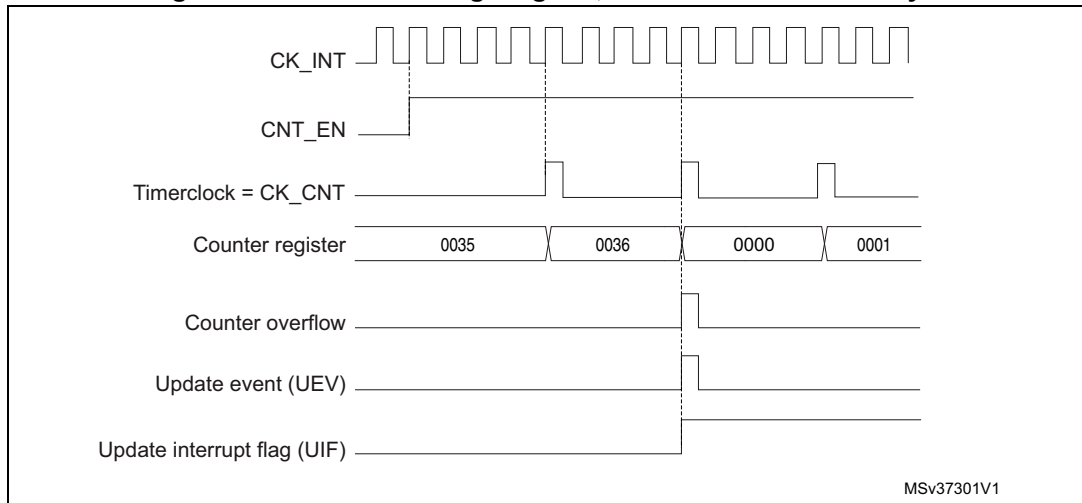 CK_INT
CNT_EN
Timerclock = CK_CNT
Counter register
0035 0036 0000 0001
Counter overflow
Update event (UEV)
Update interrupt flag (UIF)
MSv37301V1